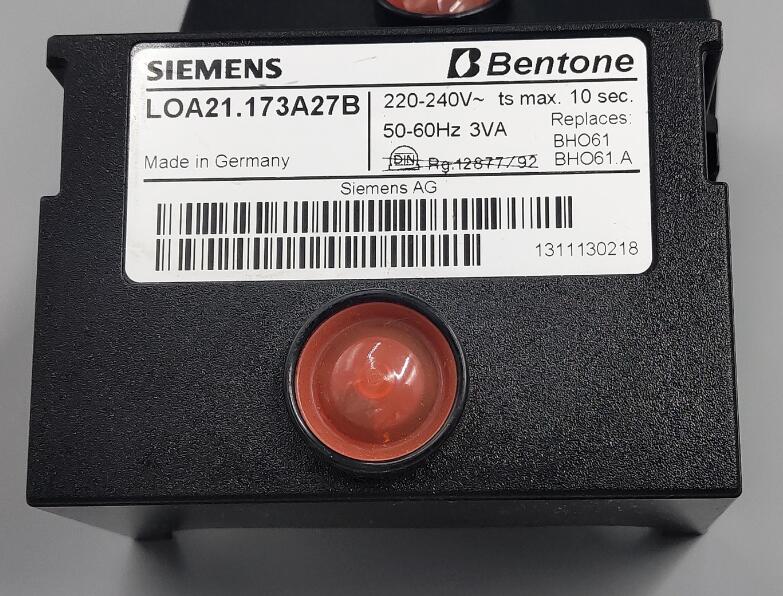 SIEMENS
Bentone
LOA21.173A27B
220-240V~ ts max. 10 sec.
50-60Hz 3VA
Replaces:
BHO61
BHO61.A
Made in Germany
DIN Rg.12877/92
Siemens AG
1311130218